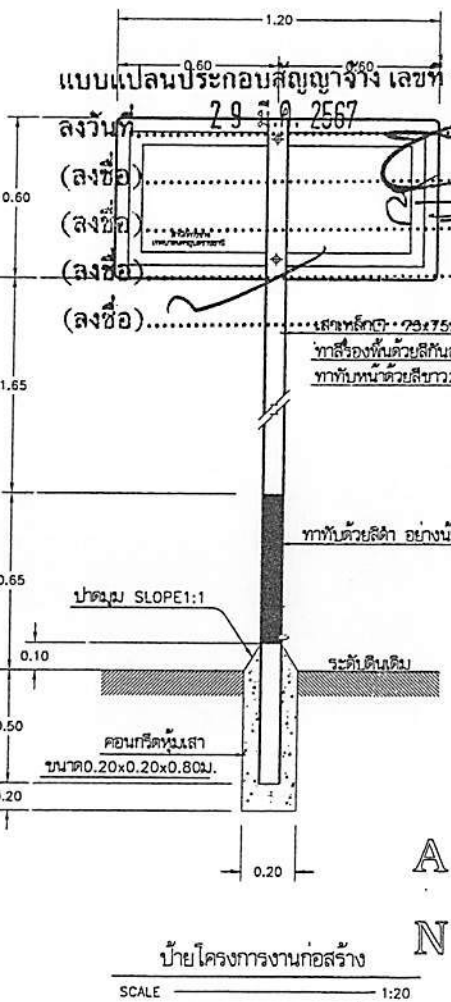 1.20
0.60 0.60
แบบแปลนประกอบสัญญาจ้าง เลขที่
ลงวันที่ 29 มี.ค. 2567
(ลงชื่อ)
0.60
(ลงชื่อ)
(ลงชื่อ)
(ลงชื่อ)
เสาเหล็ก
ทาสีรองพื้นด้วยสีกัน
ทาทับหน้าด้วยสีขาว
1.65
ทาทับด้วยสีดำ อย่างน้
0.65
ปาดมุม SLOPE1:1
0.10
ระดับดินเดิม
0.50
คอนกรีตหุ้มเสา
ขนาด0.20x0.20x0.80ม.
0.20
0.20
A
N
ป้ายโครงการงานก่อสร้าง
SCALE 1:20